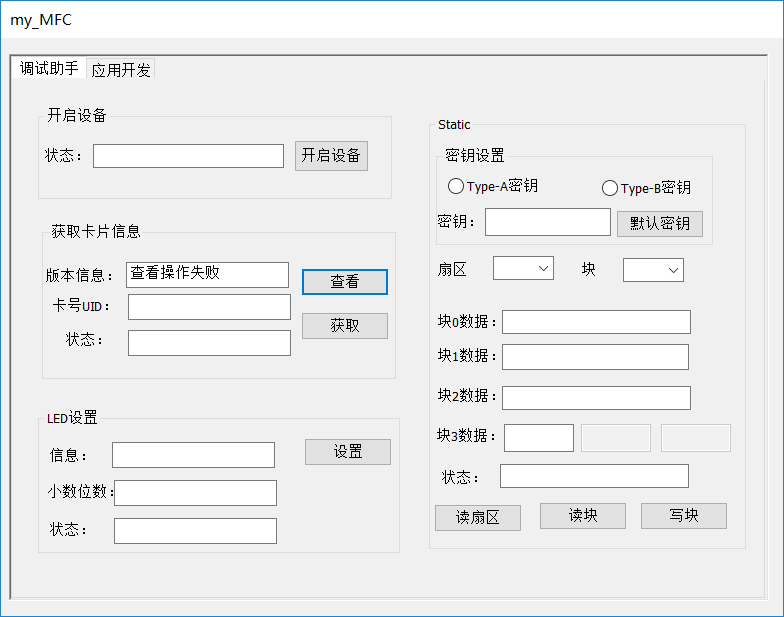 my_MFC
调试助手 应用开发
开启设备
状态： 开启设备
获取卡片信息
版本信息： 查看操作失败 查看
卡号UID:
获取
状态：
LED设置
信息： 设置
小数位数：
状态：
Static
密钥设置
Type-A密钥 Type-B密钥
密钥： 默认密钥
扇区 块
块0数据：
块1数据：
块2数据：
块3数据：
状态：
读扇区 读块 写块